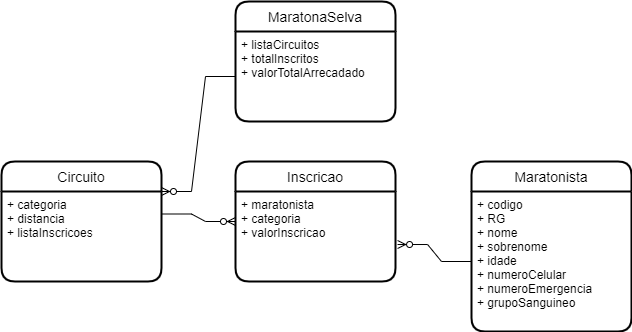 MaratonaSelva
+ listaCircuitos
+ totalInscritos
+ valorTotalArrecadado
Circuito
+ categoria
+ distancia
+ listaInscricoes
Inscricao
+ maratonista
+ categoria
+ valorInscricao
Maratonista
+ codigo
+ RG
+ nome
+ sobrenome
+ idade
+ numeroCelular
+ numeroEmergencia
+ grupoSanguineo